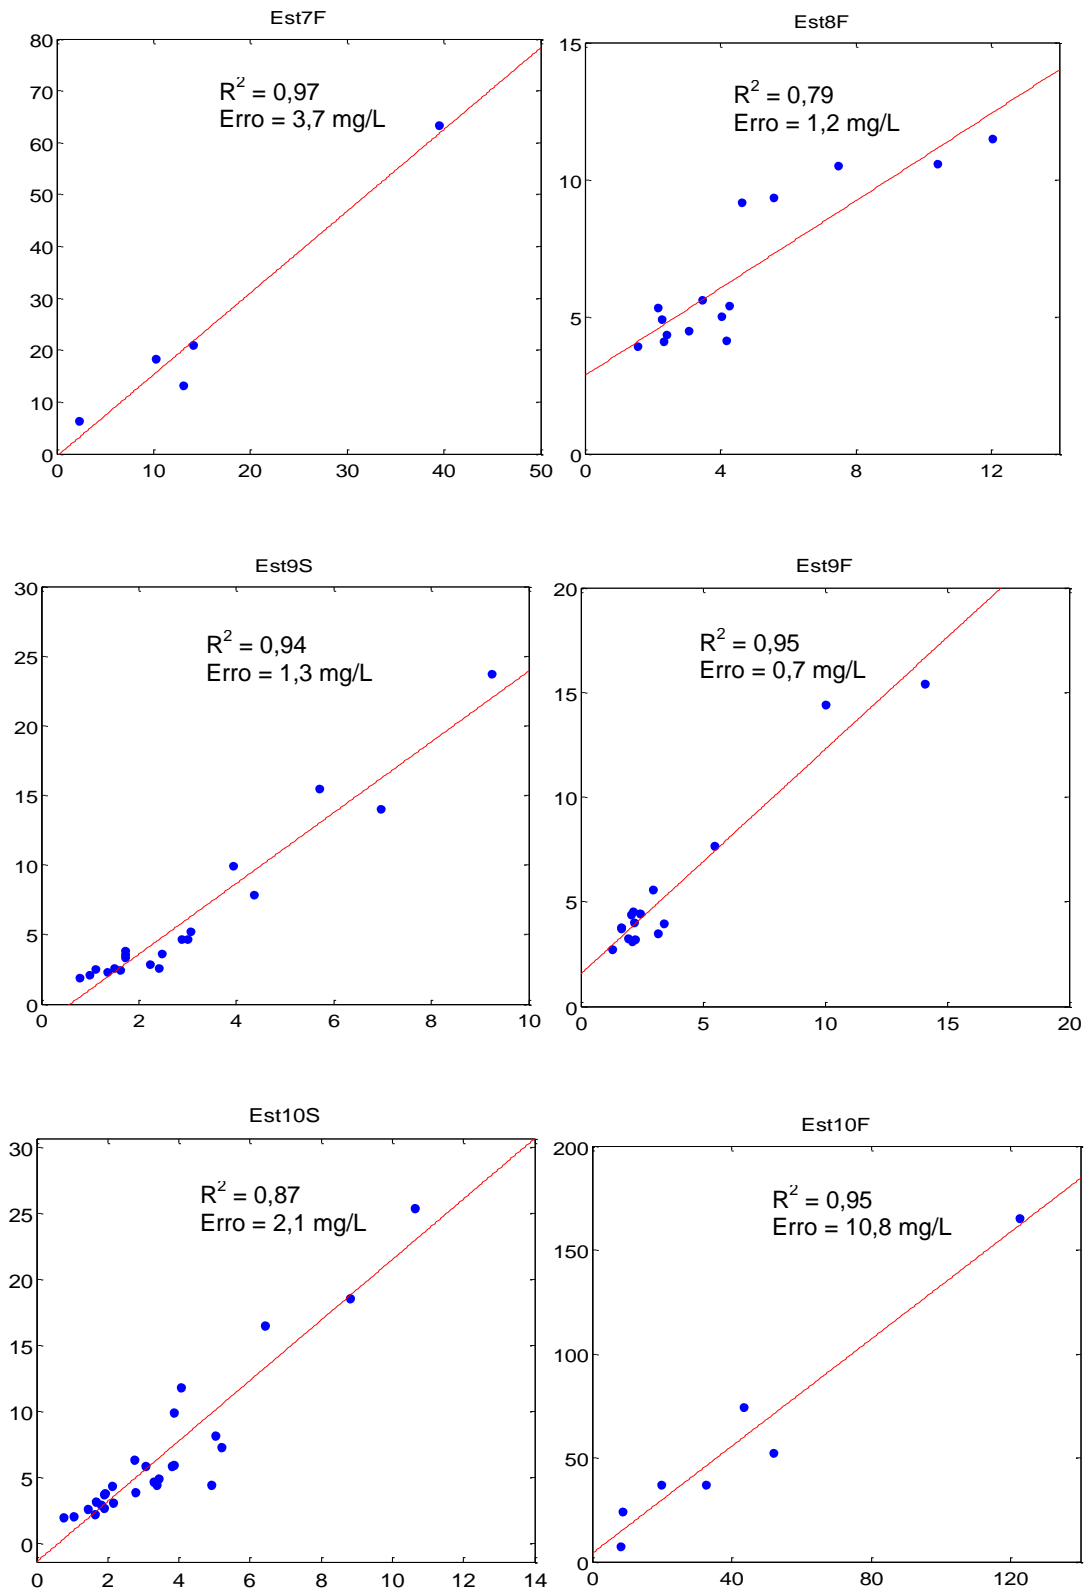 Est7F
80
70
60
50
40
30
20
10
0
0 10 20 30 40 50
R² = 0,97
Erro = 3,7 mg/L
Est8F
15
10
5
0
0 4 8 12
R² = 0,79
Erro = 1,2 mg/L
Est9S
30
25
20
15
10
5
0
0 2 4 6 8 10
R² = 0,94
Erro = 1,3 mg/L
Est9F
20
15
10
5
0
0 5 10 15 20
R² = 0,95
Erro = 0,7 mg/L
Est10S
30
25
20
15
10
5
0
0 2 4 6 8 10 12 14
R² = 0,87
Erro = 2,1 mg/L
Est10F
200
150
100
50
0
0 40 80 120
R² = 0,95
Erro = 10,8 mg/L